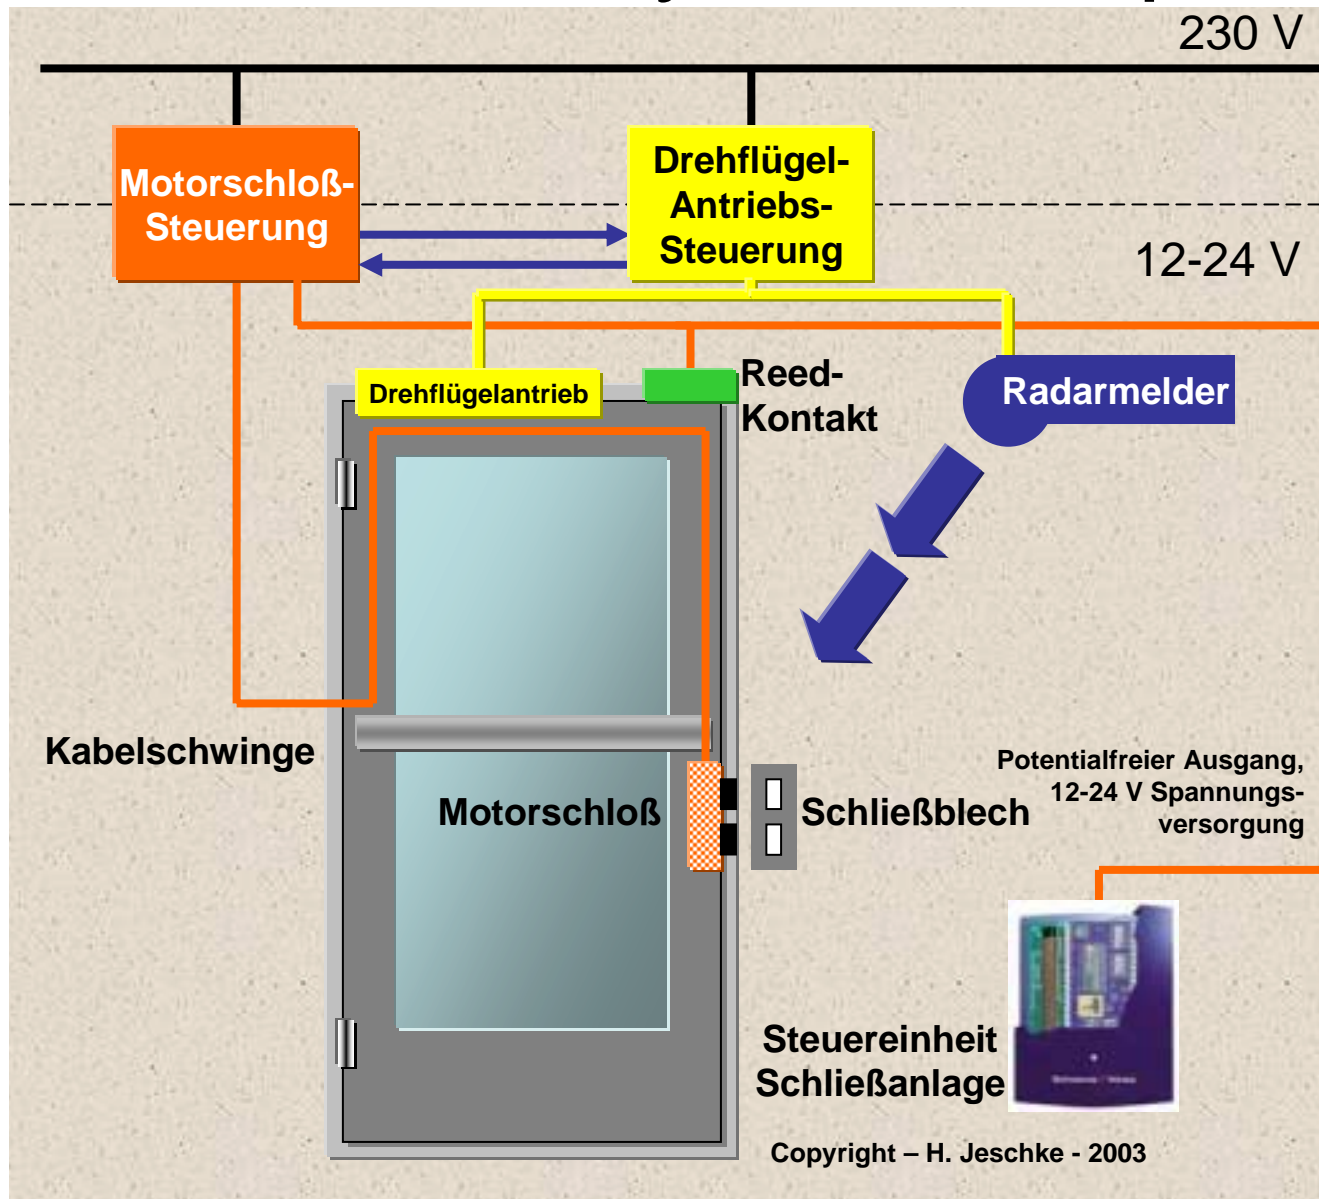 230 V
Motorschloß-
Steuerung
Drehflügel-
Antriebs-
Steuerung
12-24 V
Drehflügelantrieb
Reed-
Kontakt
Radarmelder
Kabelschwinge
Motorschloß
Schließblech
Potentialfreier Ausgang,
12-24 V Spannungs-
versorgung
Steuereinheit
Schließanlage
Copyright – H. Jeschke - 2003